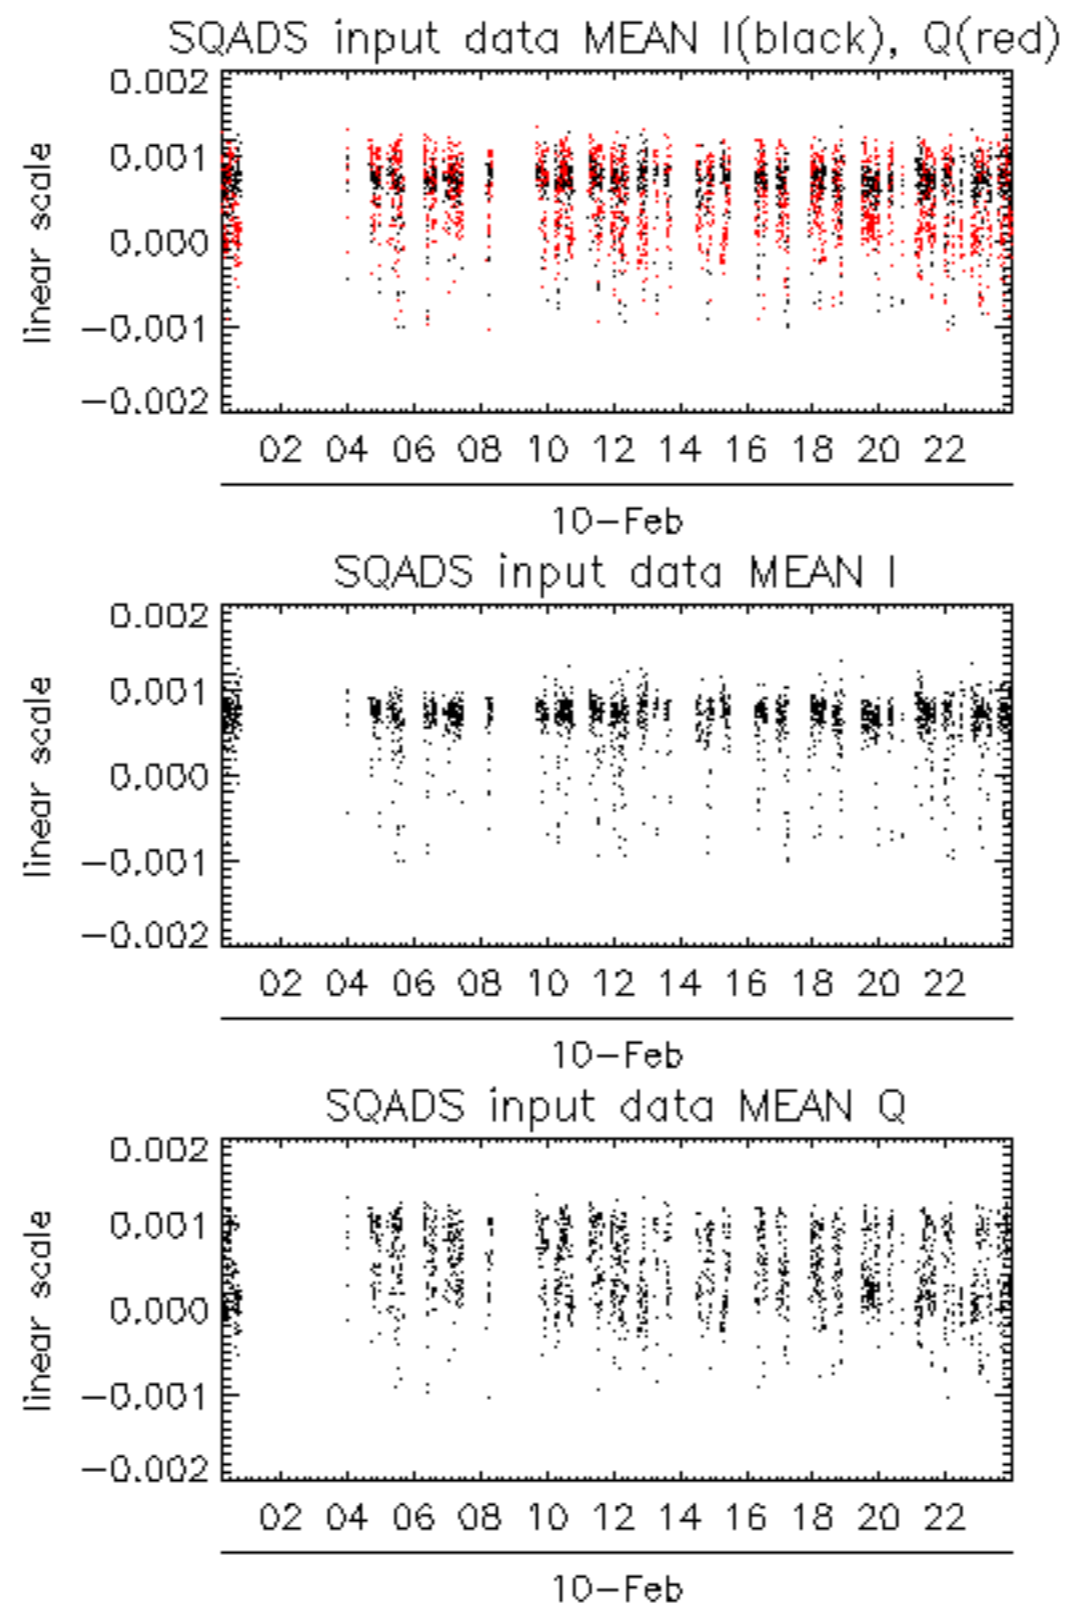 SQADS input data MEAN I(black), Q(red)
0.002
0.001
0.000
−0.001
−0.002
linear scale
02 04 06 08 10 12 14 16 18 20 22
10−Feb
SQADS input data MEAN I
0.002
0.001
0.000
−0.001
−0.002
linear scale
02 04 06 08 10 12 14 16 18 20 22
10−Feb
SQADS input data MEAN Q
0.002
0.001
0.000
−0.001
−0.002
linear scale
02 04 06 08 10 12 14 16 18 20 22
10−Feb